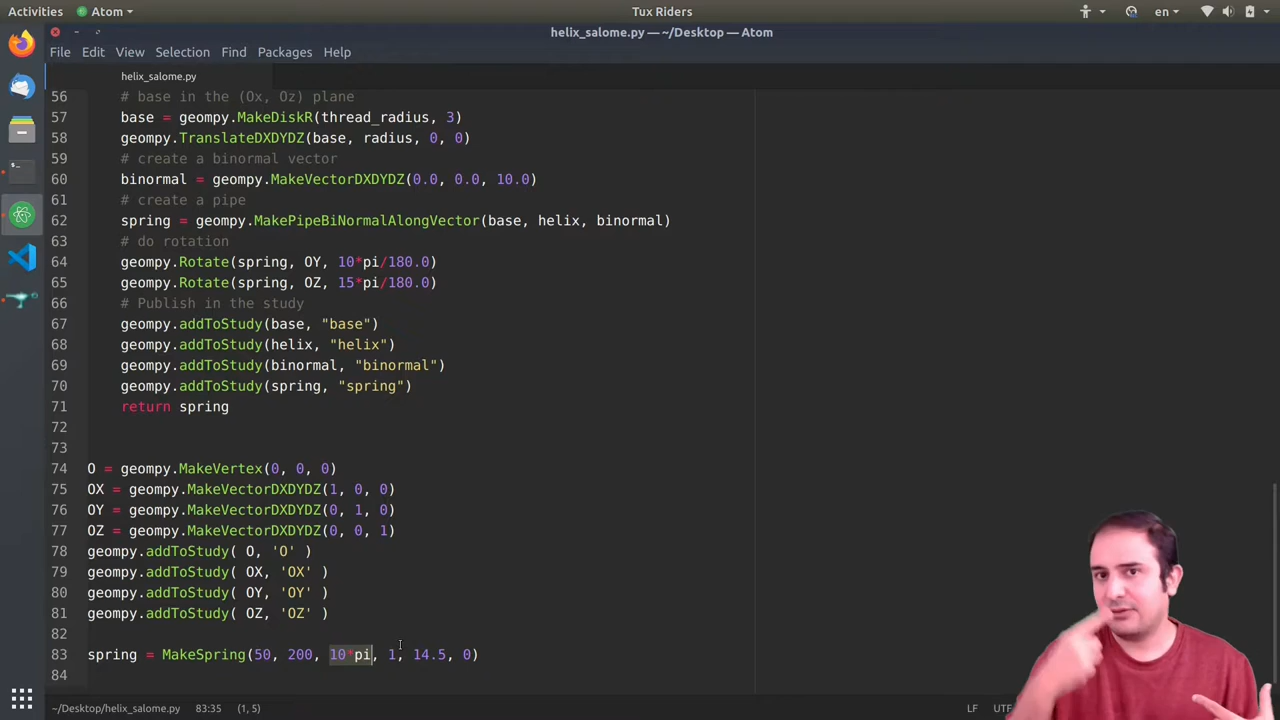 Activities Atom Tux Riders en
helix_salome.py — ~/Desktop — Atom
File Edit View Selection Find Packages Help
helix_salome.py
56 # base in the (Ox, Oz) plane
57 base = geompy.MakeDiskR(thread_radius, 3)
58 geompy.TranslateDXDYDZ(base, radius, 0, 0)
59 # create a binormal vector
60 binormal = geompy.MakeVectorDXDYDZ(0.0, 0.0, 10.0)
61 # create a pipe
62 spring = geompy.MakePipeBiNormalAlongVector(base, helix, binormal)
63 # do rotation
64 geompy.Rotate(spring, OY, 10*pi/180.0)
65 geompy.Rotate(spring, OZ, 15*pi/180.0)
66 # Publish in the study
67 geompy.addToStudy(base, "base")
68 geompy.addToStudy(helix, "helix")
69 geompy.addToStudy(binormal, "binormal")
70 geompy.addToStudy(spring, "spring")
71 return spring
72
73
74 O = geompy.MakeVertex(0, 0, 0)
75 OX = geompy.MakeVectorDXDYDZ(1, 0, 0)
76 OY = geompy.MakeVectorDXDYDZ(0, 1, 0)
77 OZ = geompy.MakeVectorDXDYDZ(0, 0, 1)
78 geompy.addToStudy( O, 'O' )
79 geompy.addToStudy( OX, 'OX' )
80 geompy.addToStudy( OY, 'OY' )
81 geompy.addToStudy( OZ, 'OZ' )
82
83 spring = MakeSpring(50, 200, 10*pi, 1, 14.5, 0)
84
~/Desktop/helix_salome.py 83:35 (1, 5) LF